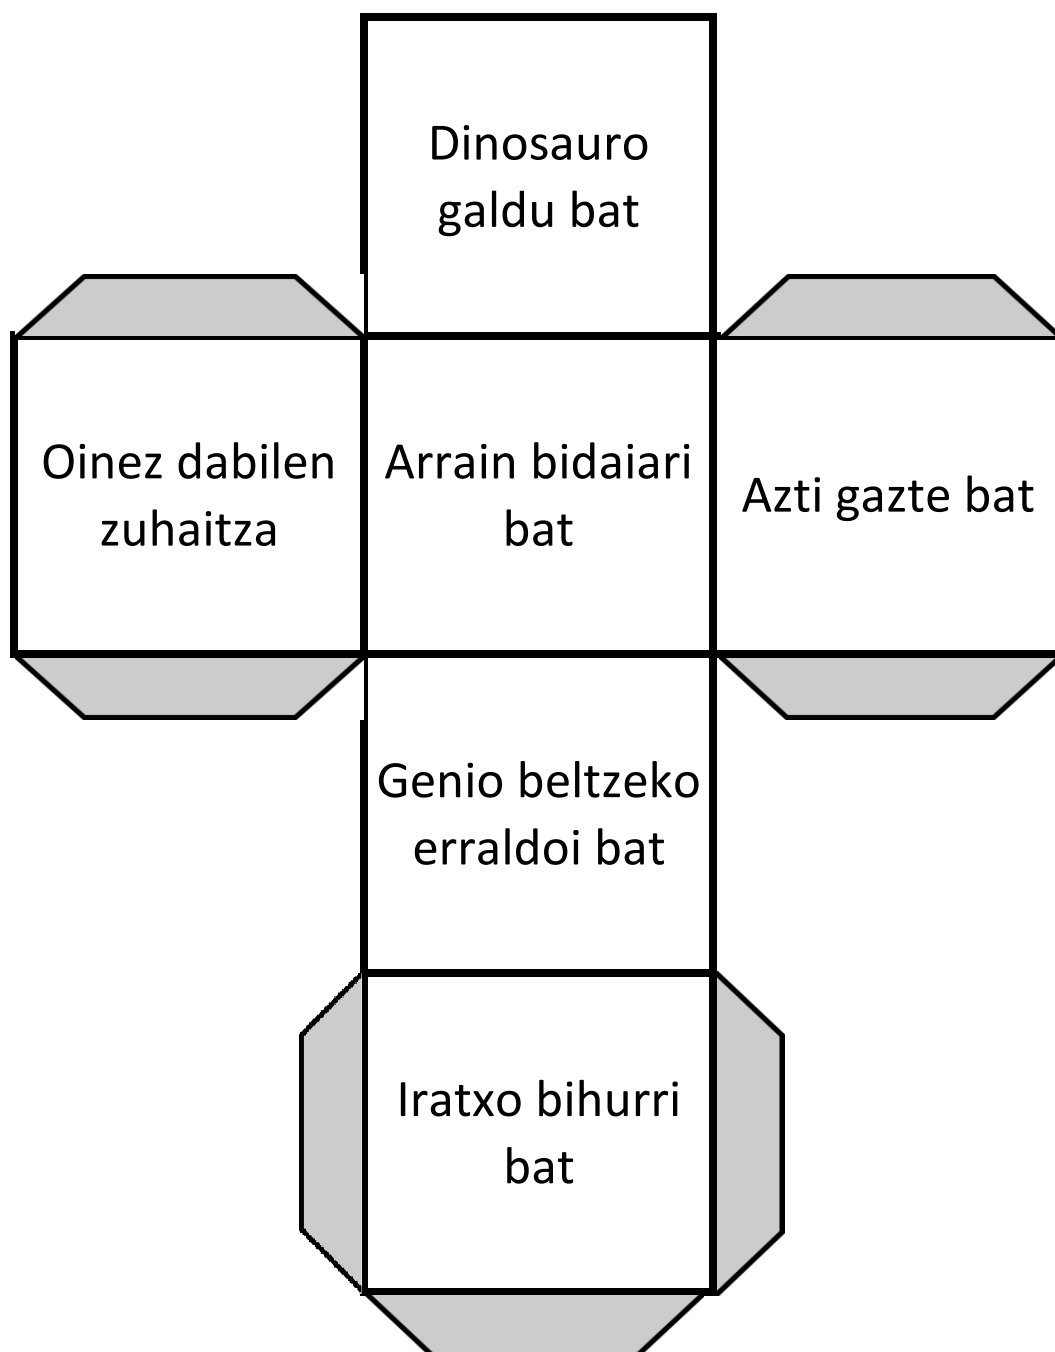 Dinosauro
galdu bat
Oinez dabilen
zuhaitza
Arrain bidaiari
bat
Azti gazte bat
Genio beltzeko
erraldoi bat
Iratxo bihurri
bat